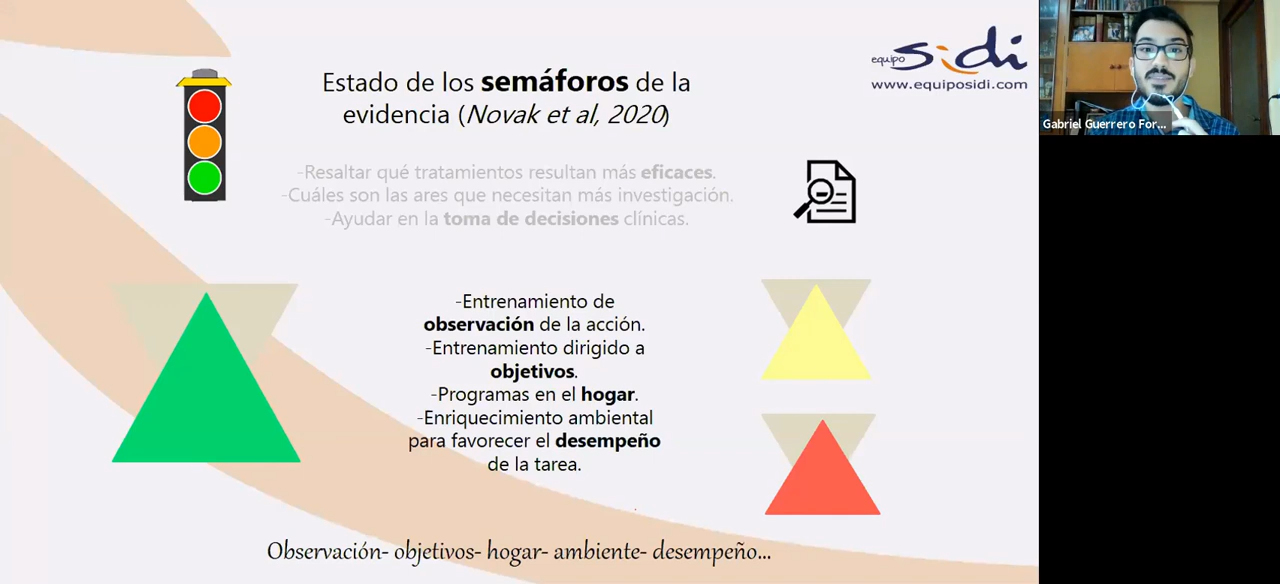 Estado de los semáforos de la
evidencia (Novak et al, 2020)
equipo sidi
www.equiposidi.com
Gabriel Guerrero For...
-Resaltar qué tratamientos resultan más eficaces.
-Cuáles son las ares que necesitan más investigación.
-Ayudar en la toma de decisiones clínicas.
-Entrenamiento de
observación de la acción.
-Entrenamiento dirigido a
objetivos.
-Programas en el hogar.
-Enriquecimiento ambiental
para favorecer el desempeño
de la tarea.
Observación- objetivos- hogar- ambiente- desempeño...